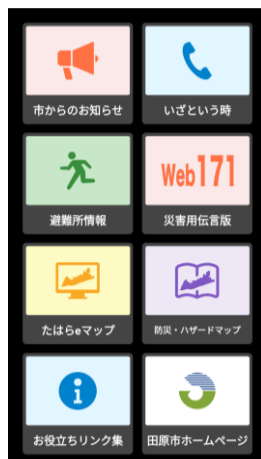 市からのお知らせ
いざという時
避難所情報
Web171
災害用伝言版
たはらeマップ
防災・ハザードマップ
お役立ちリンク集
田原市ホームページ